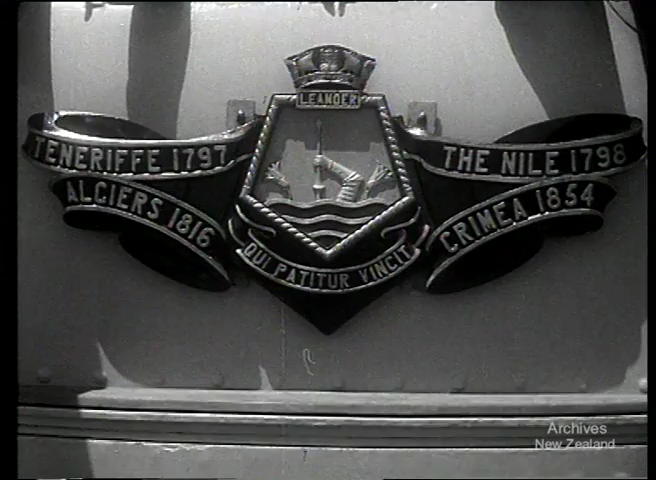 LEANDER
TENERIFFE 1797
THE NILE 1798
ALGIERS 1816
CRIMEA 1854
QUI PATITUR VINCIT
Archives
New Zealand